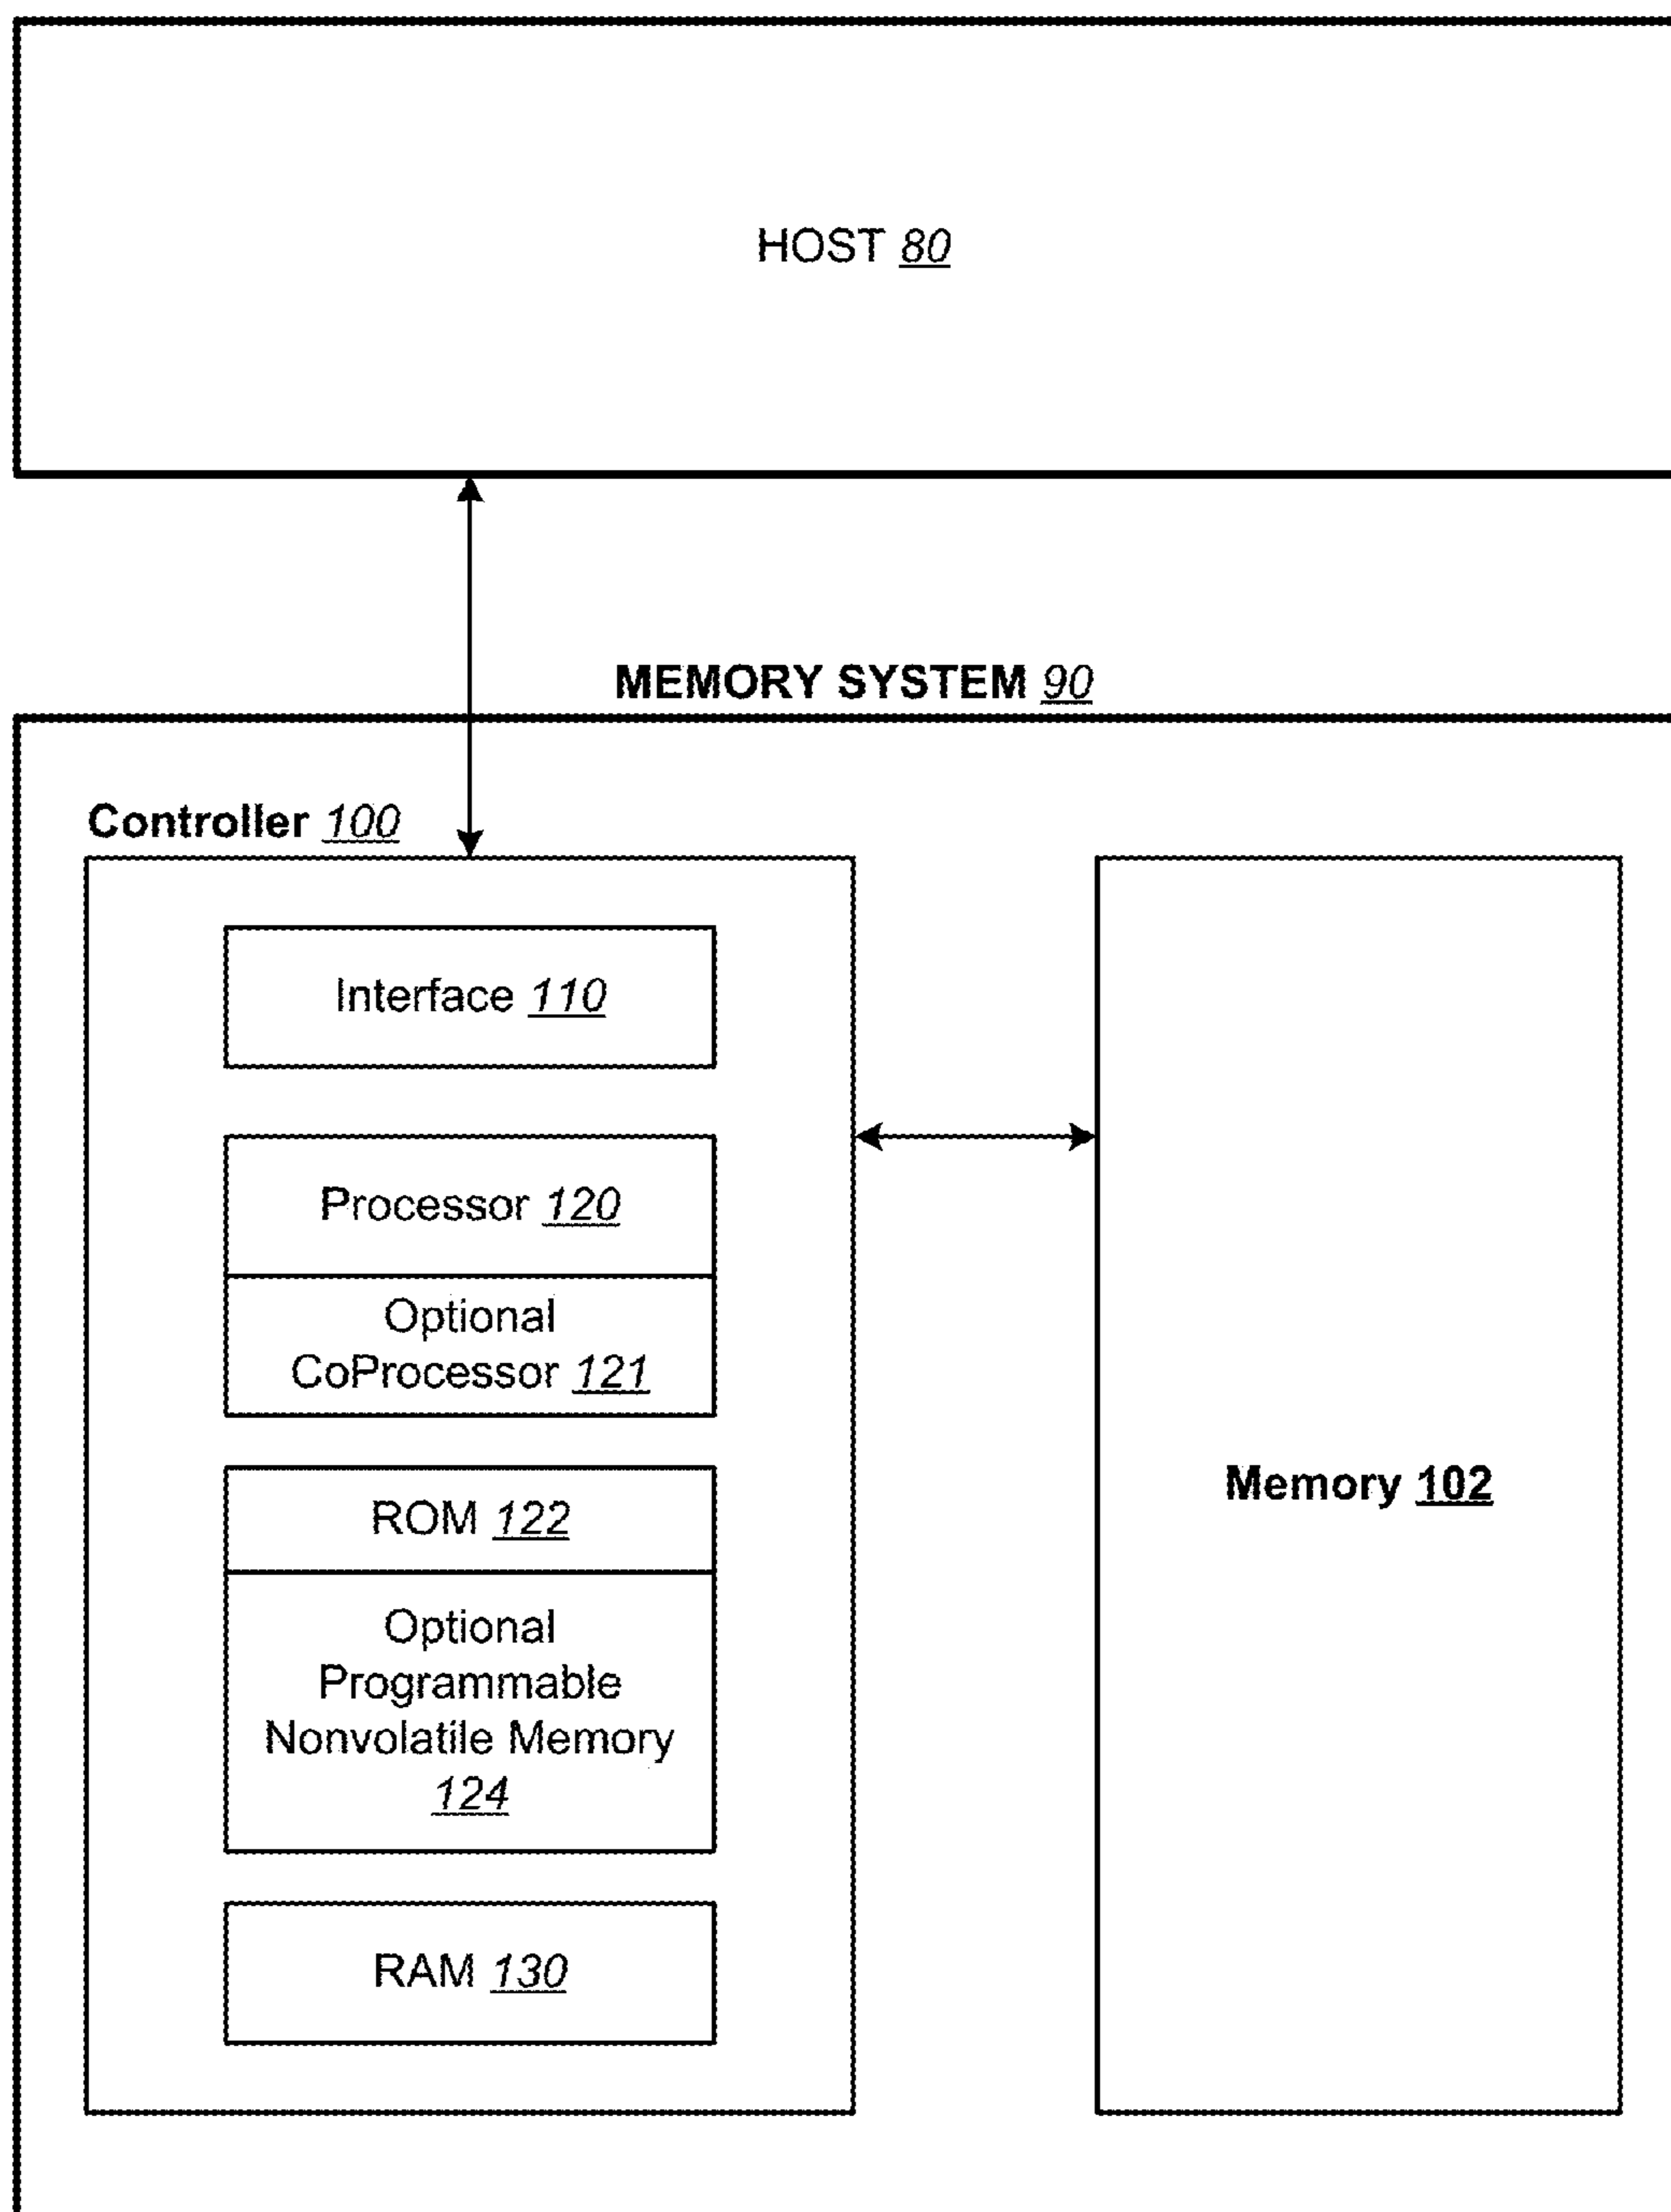 HOST 80
MEMORY SYSTEM 90
Controller 100
Interface 110
Processor 120
Optional
CoProcessor 121
ROM 122
Optional
Programmable
Nonvolatile Memory
124
RAM 130
Memory 102